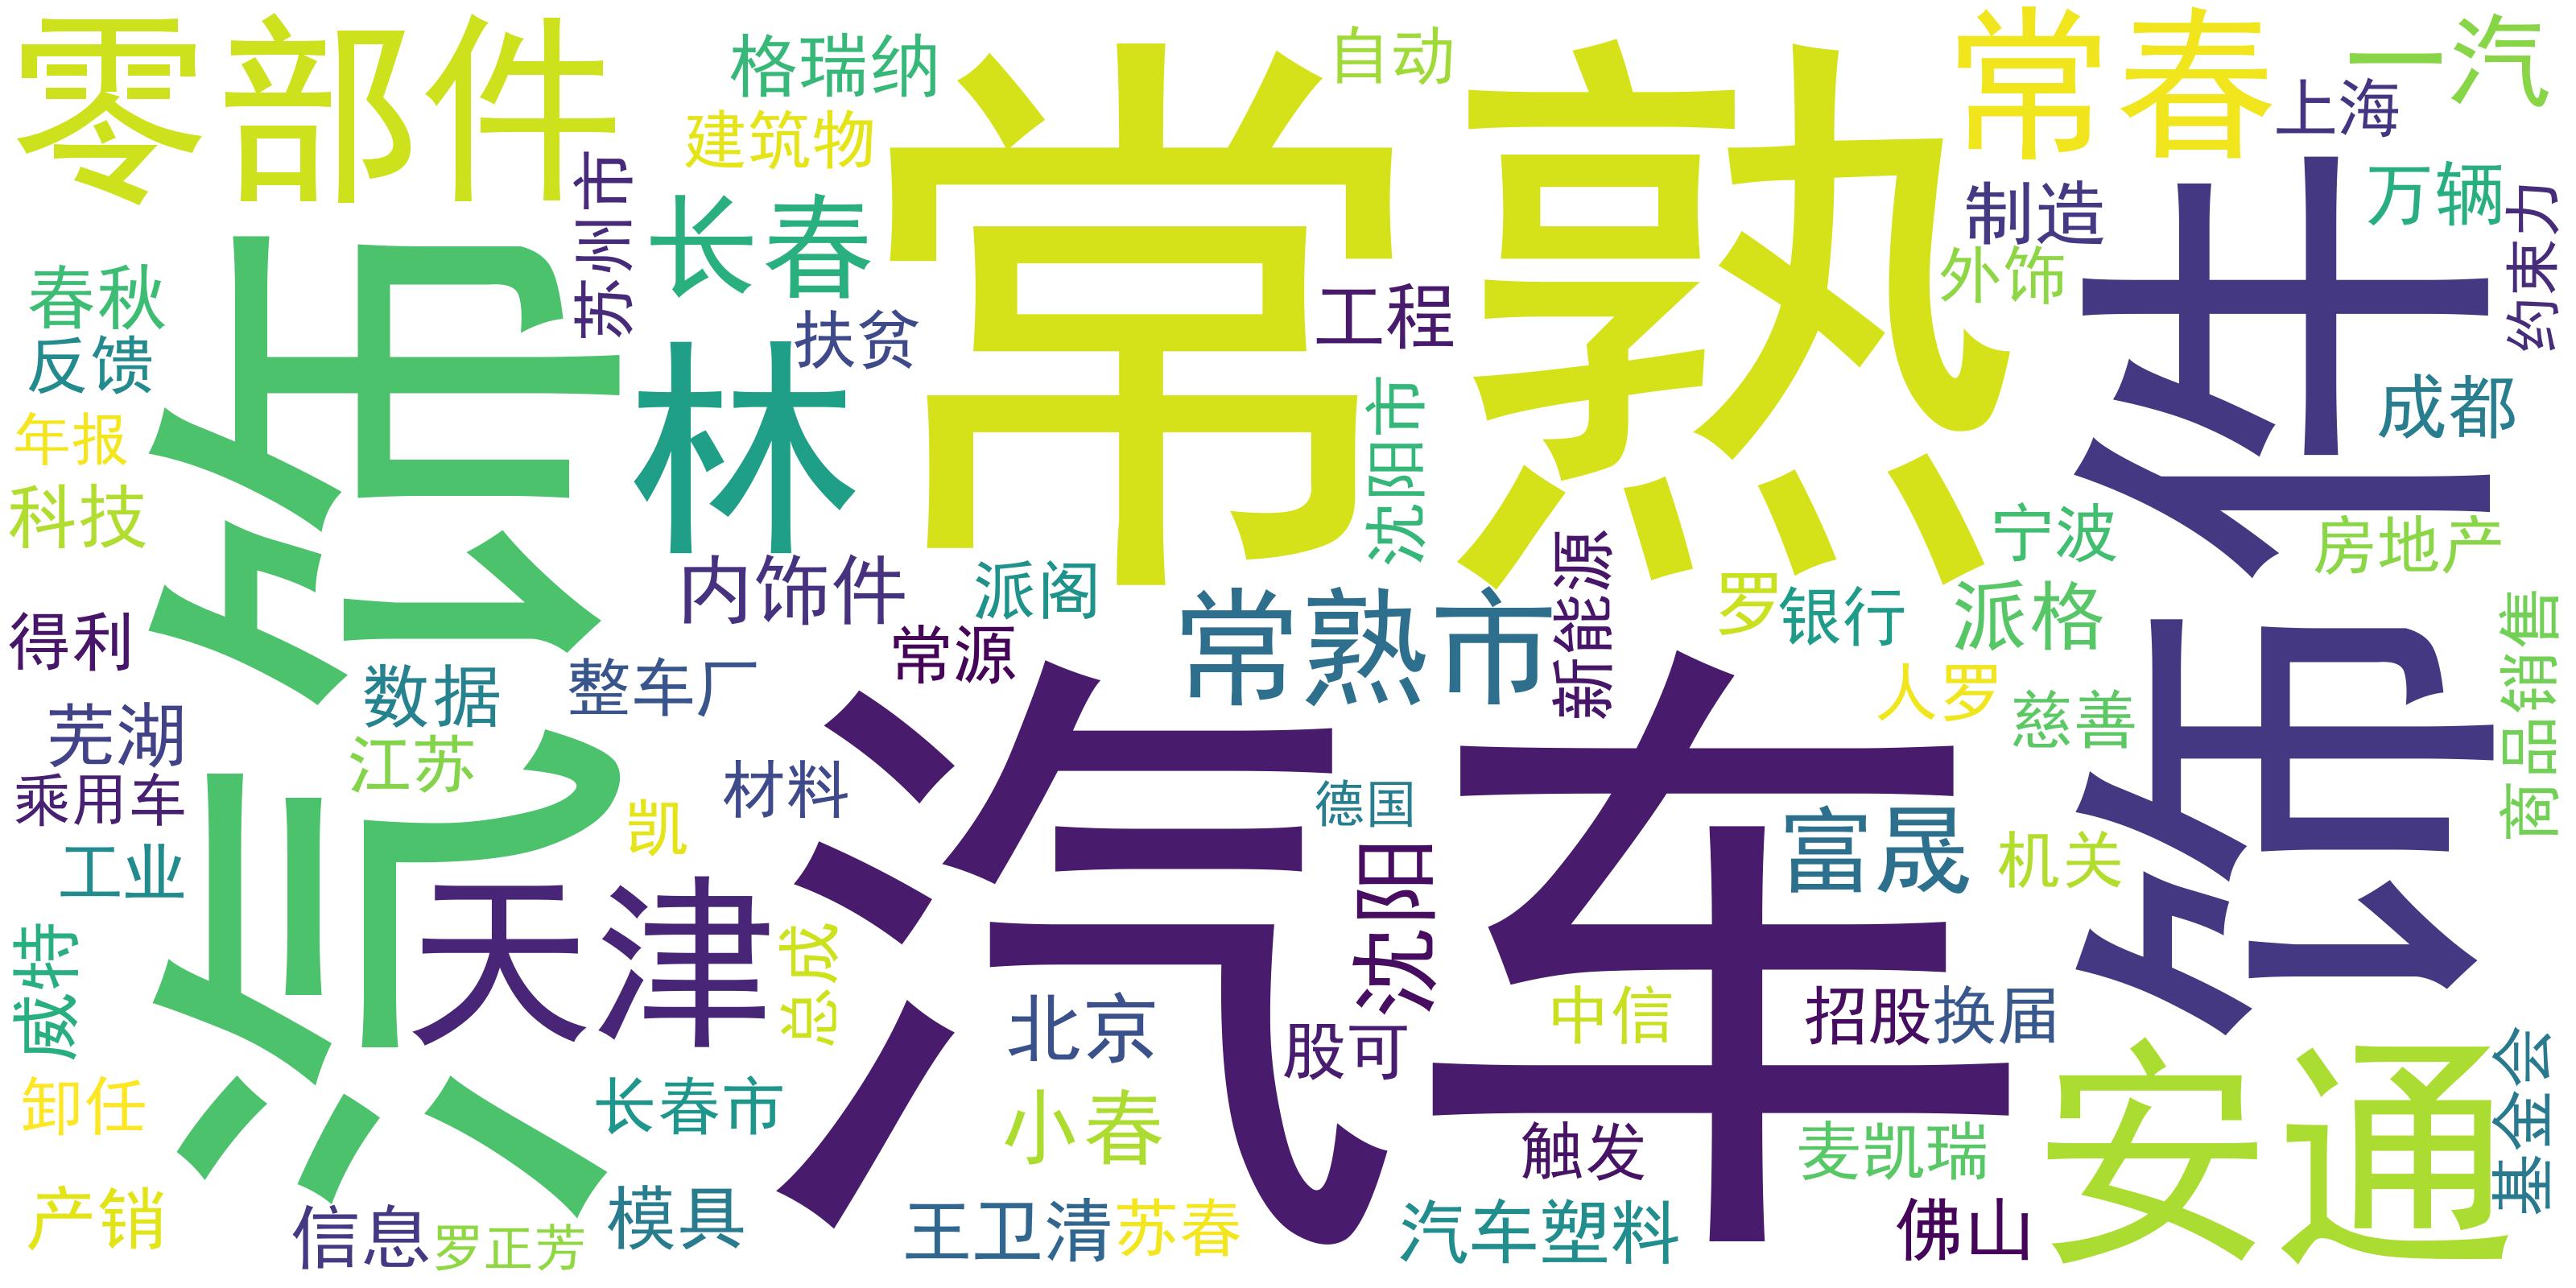 零部件
格瑞纳
自动
常熟
常春
一汽
上海
建筑物
苏州市
长春
制造
万辆
约束力
外饰
饰件
春秋
反馈
饰汽
扶贫
工程
林
沈阳市
成都
年报
科技
内饰件
派阁
新能源
宁波
房地产
罗
银行
派格
常熟市
得利
常源
商品销售
数据
整车厂
人罗
慈善
芜湖
汽车
江苏
材料
乘用车
德国
凯
富晟
机关
工业
沈阳
天津
威特
总成
北京
中信
招股
换届
股可
安通
基金会
卸任
长春市
小春
触发
麦凯瑞
产销
信息
罗正芳
模具
王卫清
苏春
汽车塑料
佛山